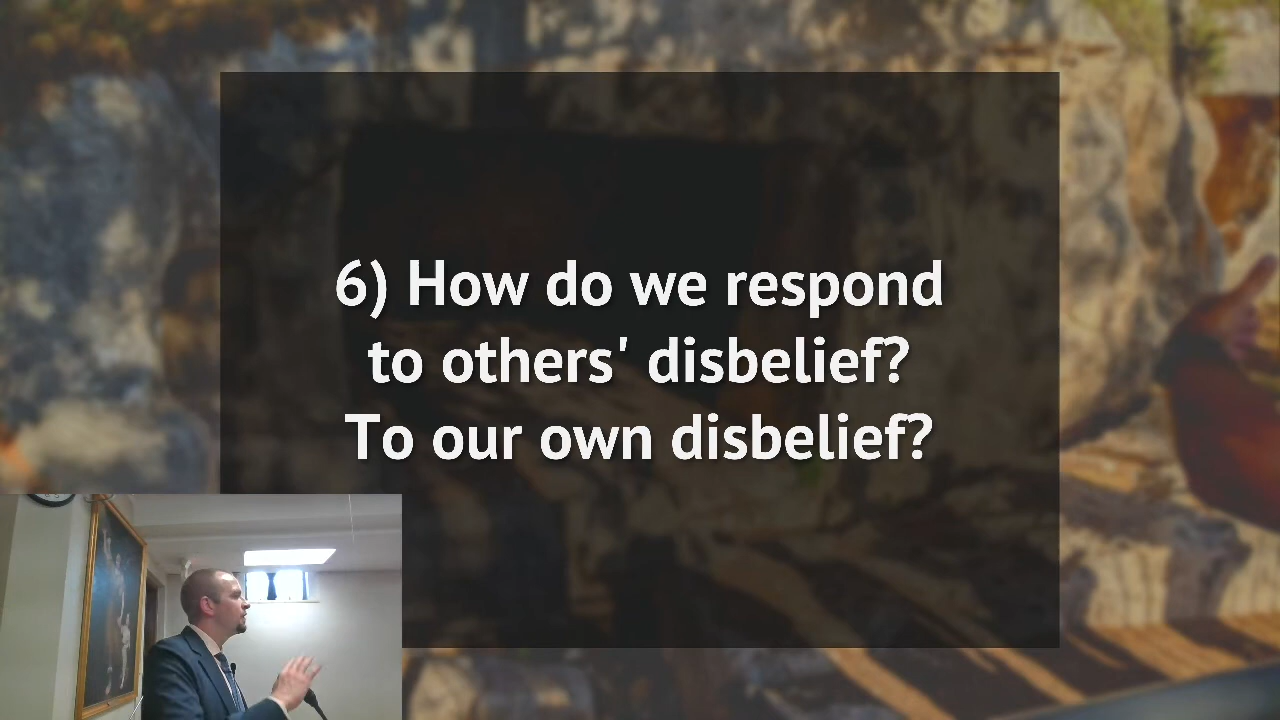 6) How do we respond
to others' disbelief?
To our own disbelief?